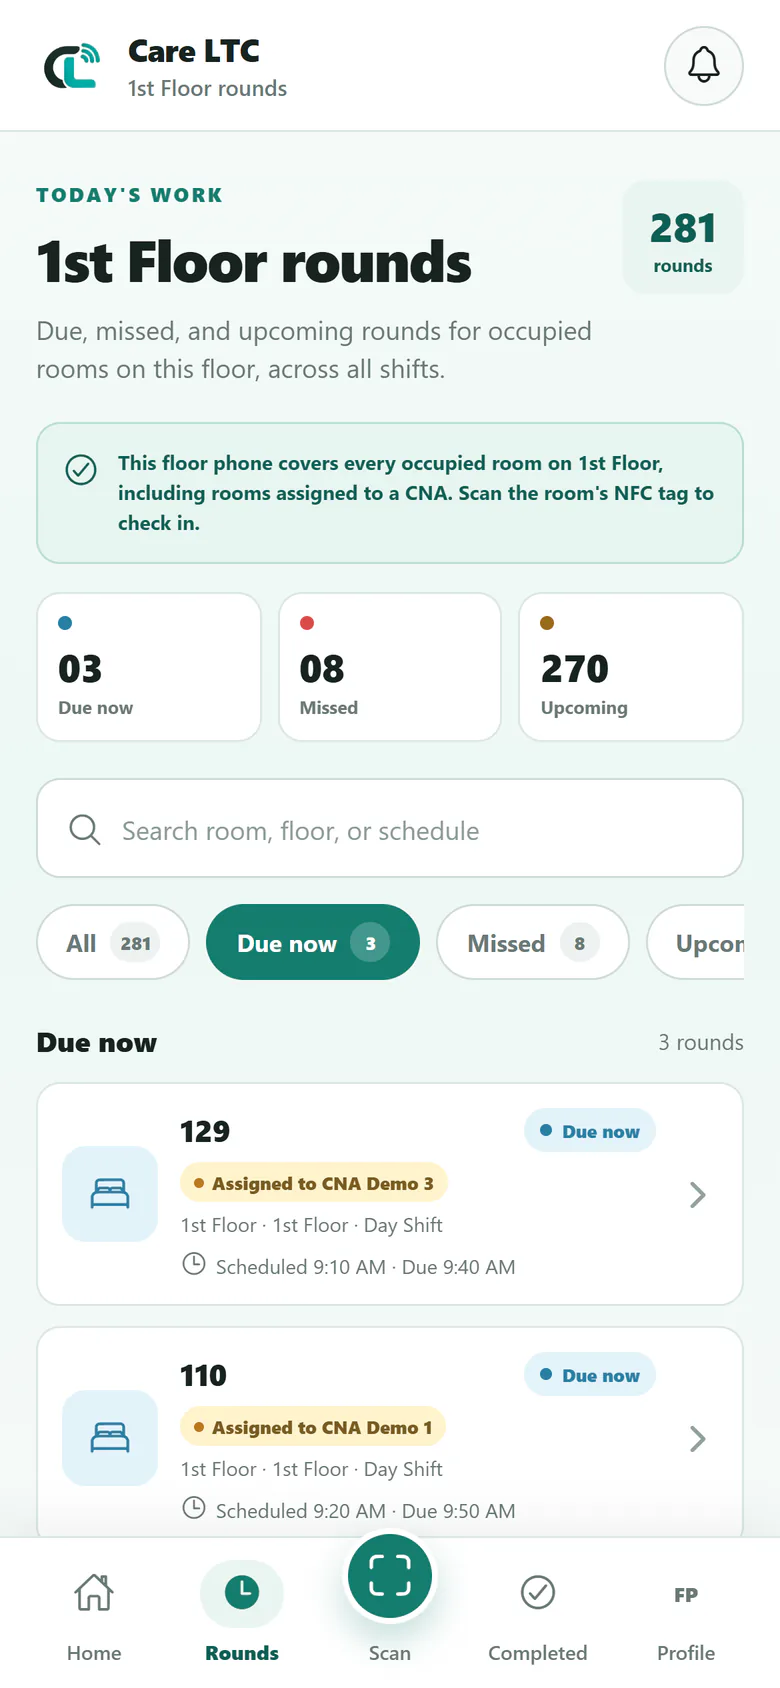 Care LTC
1st Floor rounds
TODAY'S WORK
1st Floor rounds
281
rounds
Due, missed, and upcoming rounds for occupied
rooms on this floor, across all shifts.
This floor phone covers every occupied room on 1st Floor,
including rooms assigned to a CNA. Scan the room's NFC tag to
check in.
03
Due now
08
Missed
270
Upcoming
Search room, floor, or schedule
All 281
Due now 3
Missed 8
Upcor
Due now
3 rounds
129
Due now
Assigned to CNA Demo 3
1st Floor · 1st Floor · Day Shift
Scheduled 9:10 AM · Due 9:40 AM
110
Due now
Assigned to CNA Demo 1
1st Floor · 1st Floor · Day Shift
Scheduled 9:20 AM · Due 9:50 AM
Home
Rounds
Scan
Completed
FP
Profile